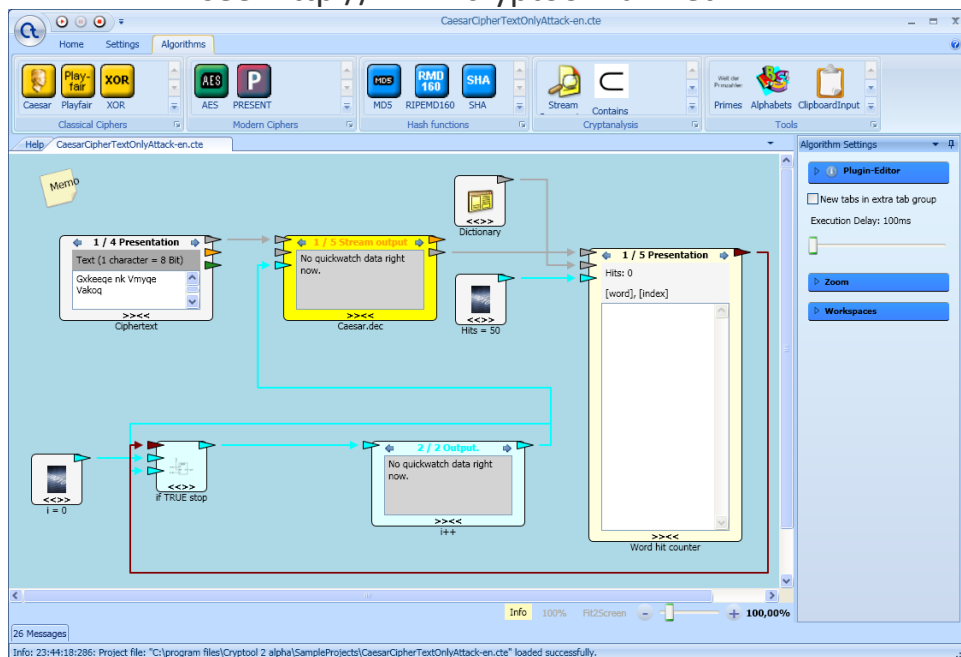 CaesarCipherTextOnlyAttack-en.cte
Home Settings Algorithms
Play-
fair
XOR
AES
P
MD5
RMD
160
SHA
Welt der
Primzahlen
Caesar Playfair XOR
AES PRESENT
MD5 RIPEMD160 SHA
Stream
Contains
Primes Alphabets ClipboardInput
Classical Ciphers
Modern Ciphers
Hash functions
Cryptanalysis
Tools
Help CaesarCipherTextOnlyAttack-en.cte
Algorithm Settings
Memo
Plugin-Editor
New tabs in extra tab group
Execution Delay: 100ms
Zoom
Workspaces
<<>>
Dictionary
1 / 4 Presentation
Text (1 character = 8 Bit)
Gxkeeqe nk Vmyqe
Vakoq
>><<
Ciphertext
1 / 5 Stream output
No quickwatch data right
now.
>><<
Caesar.dec
<<>>
Hits = 50
1 / 5 Presentation
Hits: 0
[word], [index]
>><<
Word hit counter
<<>>
i = 0
<<>>
if TRUE stop
2 / 2 Output.
No quickwatch data right
now.
>><<
i++
Info 100% Fit2Screen - + 100,00%
26 Messages
Info: 23:44:18:286: Project file: "C:\program files\Cryptool 2 alpha\SampleProjects\CaesarCipherTextOnlyAttack-en.cte" loaded successfully.